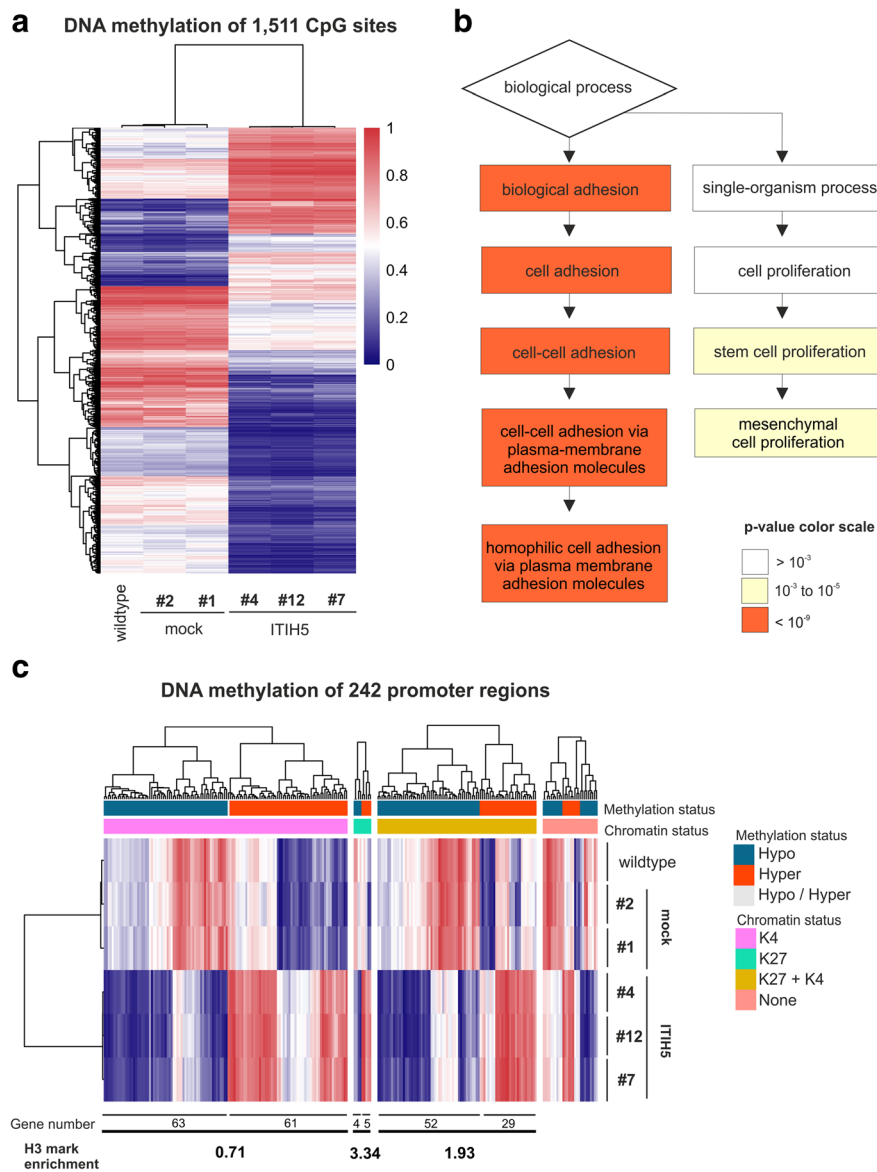 a
DNA methylation of 1,511 CpG sites
1
0.8
0.6
0.4
0.2
0
wildtype
#2
#1
#4
#12
#7
mock
ITIH5
b
biological process
biological adhesion
single-organism process
cell adhesion
cell proliferation
cell-cell adhesion
stem cell proliferation
cell-cell adhesion via
plasma-membrane
adhesion molecules
mesenchymal
cell proliferation
homophilic cell adhesion
via plasma membrane
adhesion molecules
p-value color scale
> 10⁻³
10⁻³ to 10⁻⁵
< 10⁻⁹
c
DNA methylation of 242 promoter regions
Methylation status
Chromatin status
wildtype
#2
#1
mock
#4
#12
#7
ITIH5
Methylation status
Hypo
Hyper
Hypo / Hyper
Chromatin status
K4
K27
K27 + K4
None
Gene number
63
61
4
5
52
29
H3 mark
enrichment
0.71
3.34
1.93